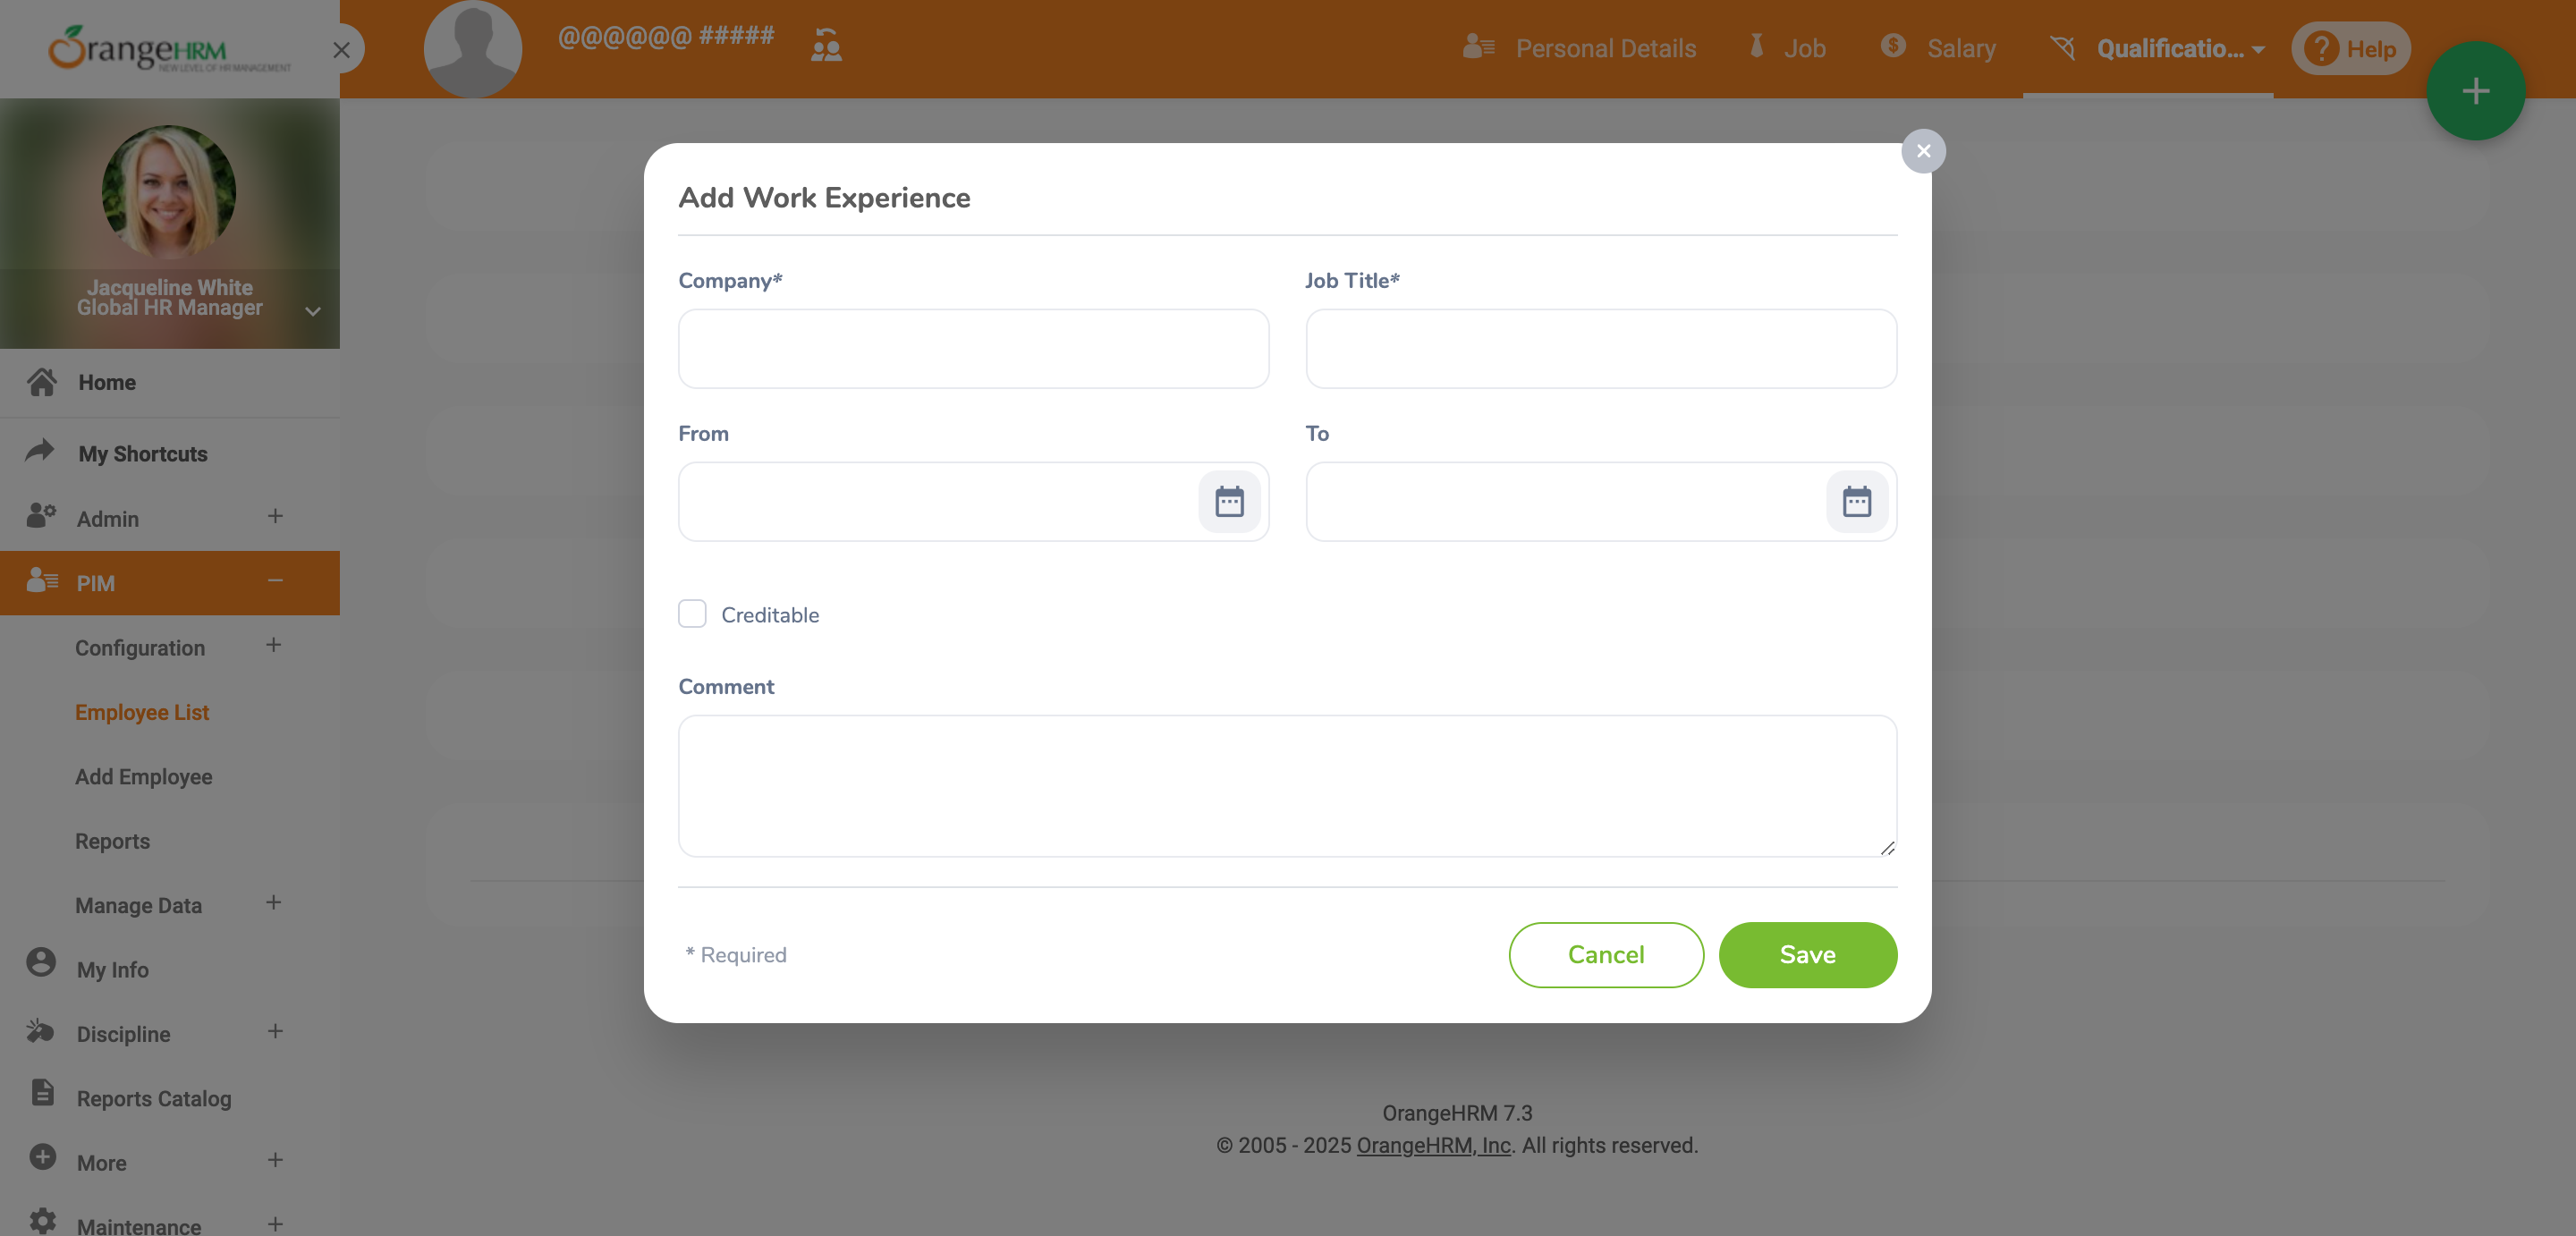 OrangeHRM
NEW LEVEL OF HR MANAGEMENT
@@@@@@ #####
Personal Details
Job
Salary
Qualificatio...
Help
Jacqueline White
Global HR Manager
Home
My Shortcuts
Admin
PIM
Configuration
Employee List
Add Employee
Reports
Manage Data
My Info
Discipline
Reports Catalog
More
Maintenance
Add Work Experience
Company*
Job Title*
From
To
Creditable
Comment
* Required
Cancel
Save
OrangeHRM 7.3
© 2005 - 2025 OrangeHRM, Inc. All rights reserved.